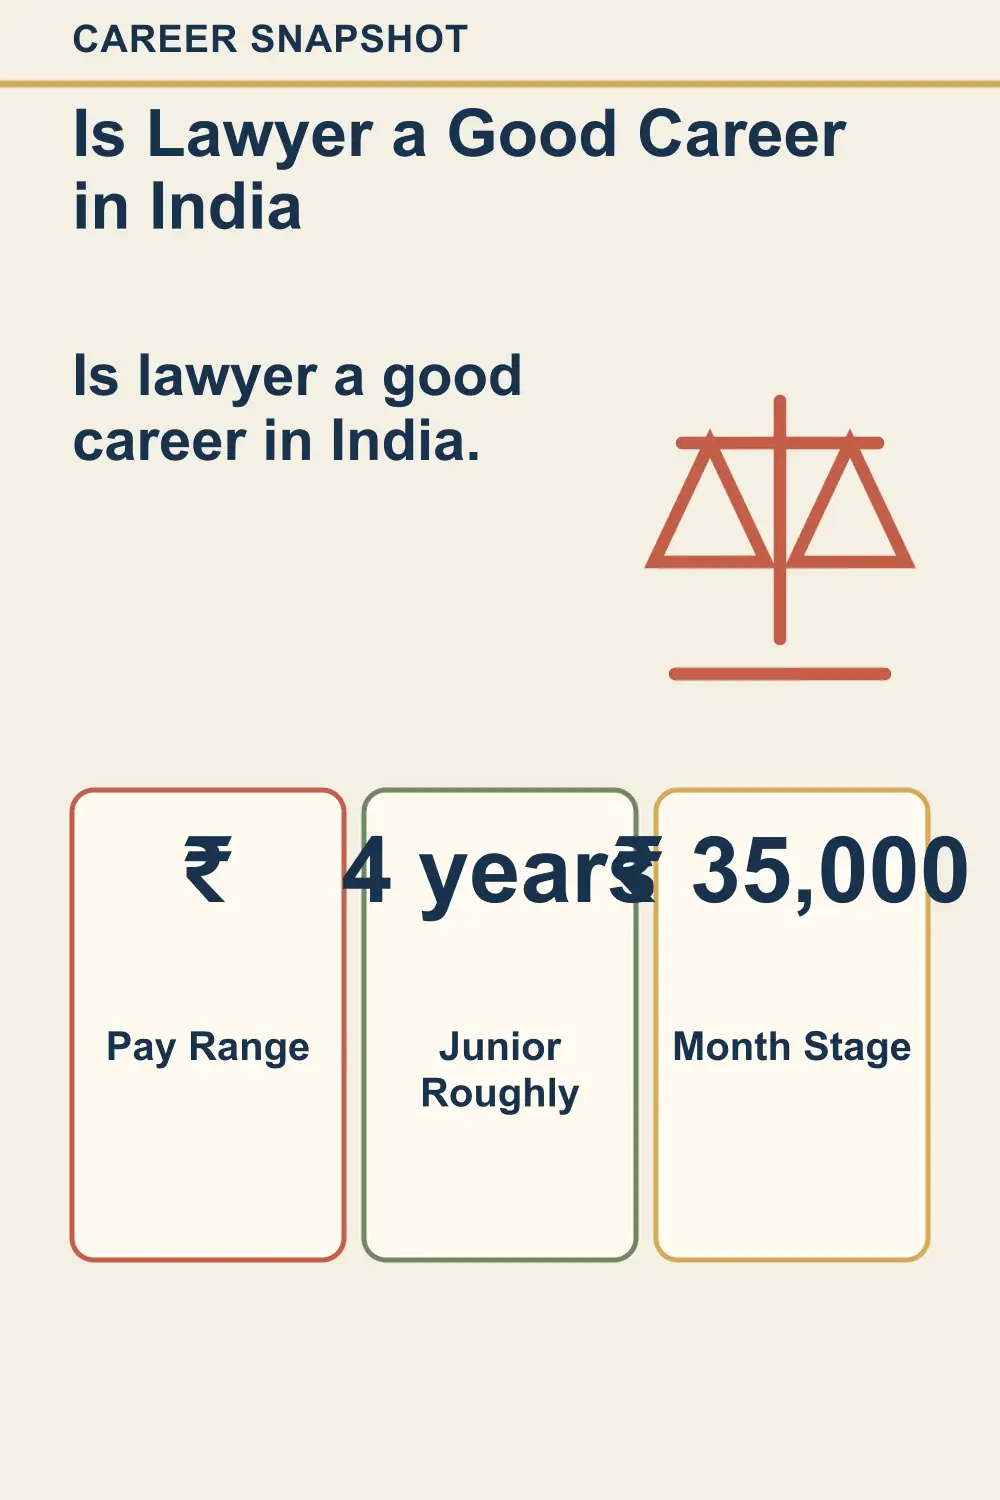 CAREER SNAPSHOT
Is Lawyer a Good Career
in India
Is lawyer a good
career in India.
₹
4 years
₹ 35,000
Pay Range
Junior
Roughly
Month Stage